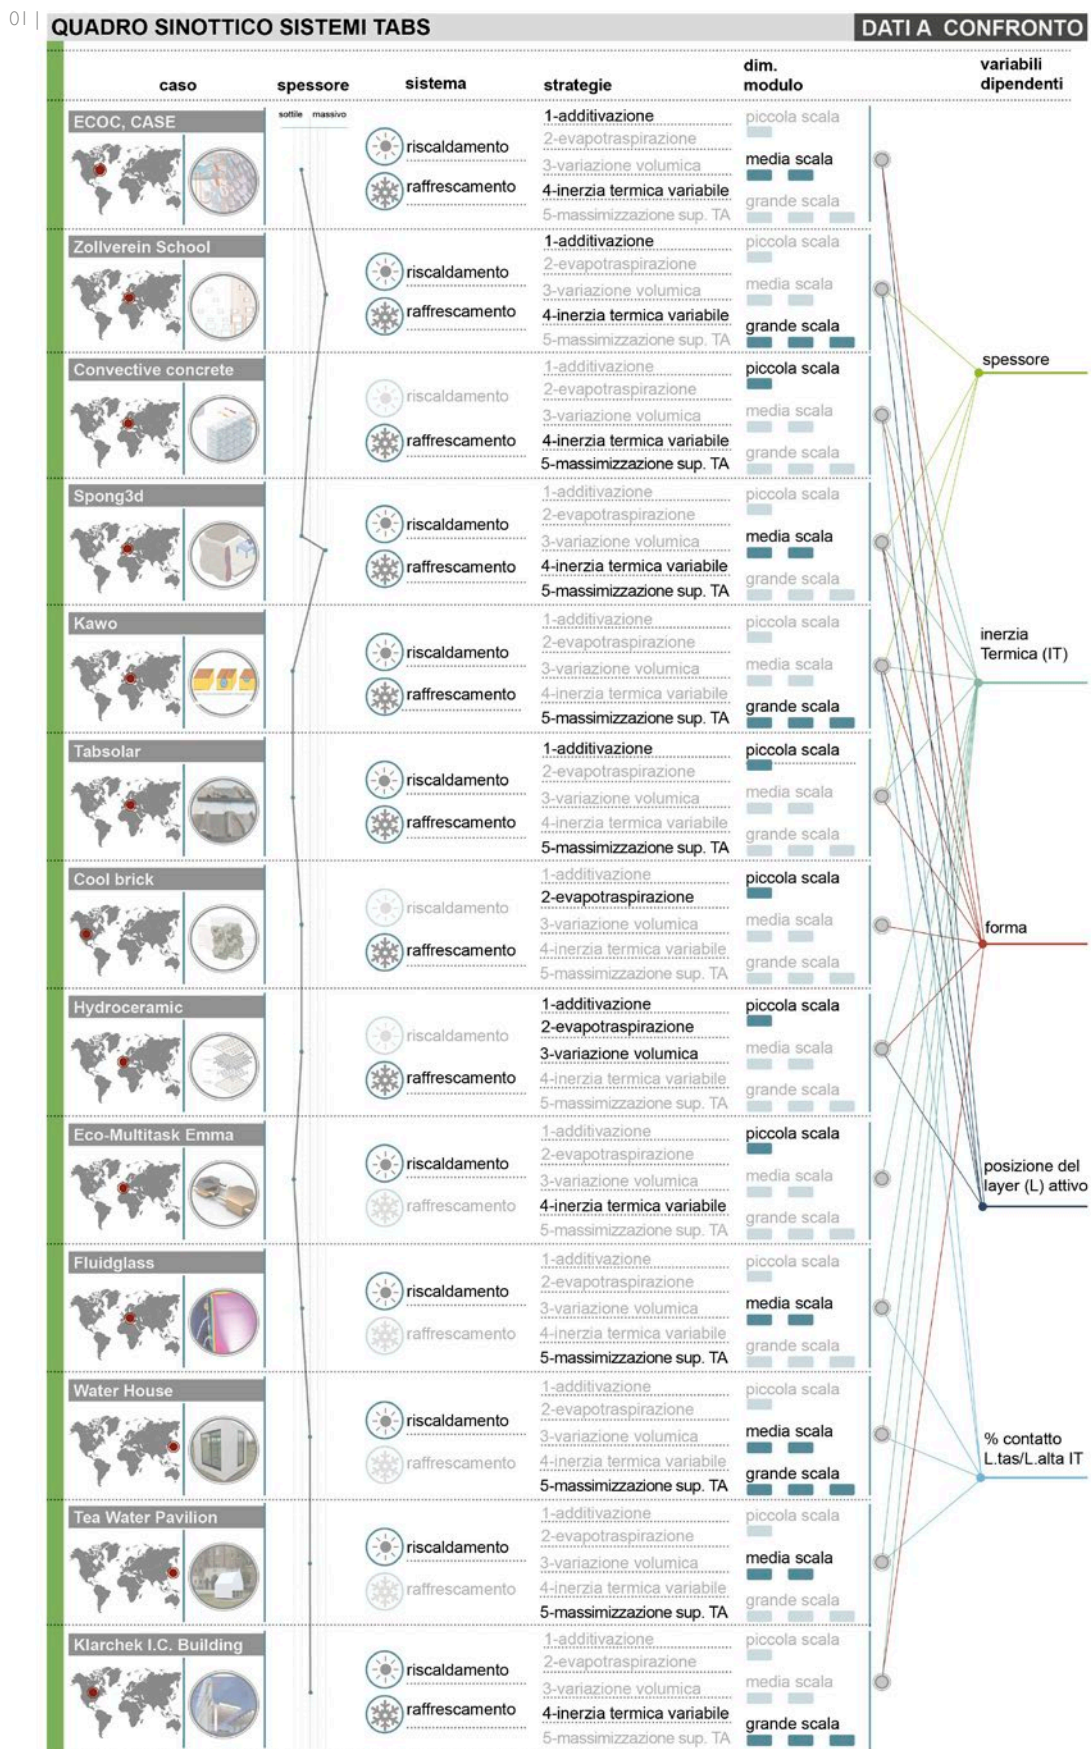 01 |
QUADRO SINOTTICO SISTEMI TABS
DATI A CONFRONTO
caso
spessore
sistema
strategie
dim.
modulo
variabili
dipendenti
sottile massivo
ECOC, CASE
riscaldamento
raffrescamento
1-additivazione
2-evapotraspirazione
3-variazione volumica
4-inerzia termica variabile
5-massimizzazione sup. TA
piccola scala
media scala
grande scala
Zollverein School
riscaldamento
raffrescamento
1-additivazione
2-evapotraspirazione
3-variazione volumica
4-inerzia termica variabile
5-massimizzazione sup. TA
piccola scala
media scala
grande scala
Convective concrete
riscaldamento
raffrescamento
1-additivazione
2-evapotraspirazione
3-variazione volumica
4-inerzia termica variabile
5-massimizzazione sup. TA
piccola scala
media scala
grande scala
Spong3d
riscaldamento
raffrescamento
1-additivazione
2-evapotraspirazione
3-variazione volumica
4-inerzia termica variabile
5-massimizzazione sup. TA
piccola scala
media scala
grande scala
Kawo
riscaldamento
raffrescamento
1-additivazione
2-evapotraspirazione
3-variazione volumica
4-inerzia termica variabile
5-massimizzazione sup. TA
piccola scala
media scala
grande scala
Tabsolar
riscaldamento
raffrescamento
1-additivazione
2-evapotraspirazione
3-variazione volumica
4-inerzia termica variabile
5-massimizzazione sup. TA
piccola scala
media scala
grande scala
Cool brick
riscaldamento
raffrescamento
1-additivazione
2-evapotraspirazione
3-variazione volumica
4-inerzia termica variabile
5-massimizzazione sup. TA
piccola scala
media scala
grande scala
Hydroceramic
riscaldamento
raffrescamento
1-additivazione
2-evapotraspirazione
3-variazione volumica
4-inerzia termica variabile
5-massimizzazione sup. TA
piccola scala
media scala
grande scala
Eco-Multitask Emma
riscaldamento
raffrescamento
1-additivazione
2-evapotraspirazione
3-variazione volumica
4-inerzia termica variabile
5-massimizzazione sup. TA
piccola scala
media scala
grande scala
Fluidglass
riscaldamento
raffrescamento
1-additivazione
2-evapotraspirazione
3-variazione volumica
4-inerzia termica variabile
5-massimizzazione sup. TA
piccola scala
media scala
grande scala
Water House
riscaldamento
raffrescamento
1-additivazione
2-evapotraspirazione
3-variazione volumica
4-inerzia termica variabile
5-massimizzazione sup. TA
piccola scala
media scala
grande scala
Tea Water Pavilion
riscaldamento
raffrescamento
1-additivazione
2-evapotraspirazione
3-variazione volumica
4-inerzia termica variabile
5-massimizzazione sup. TA
piccola scala
media scala
grande scala
Klarchek I.C. Building
riscaldamento
raffrescamento
1-additivazione
2-evapotraspirazione
3-variazione volumica
4-inerzia termica variabile
5-massimizzazione sup. TA
piccola scala
media scala
grande scala
spessore
inerzia
Termica (IT)
forma
posizione del
layer (L) attivo
% contatto
L.tas/L.alta IT